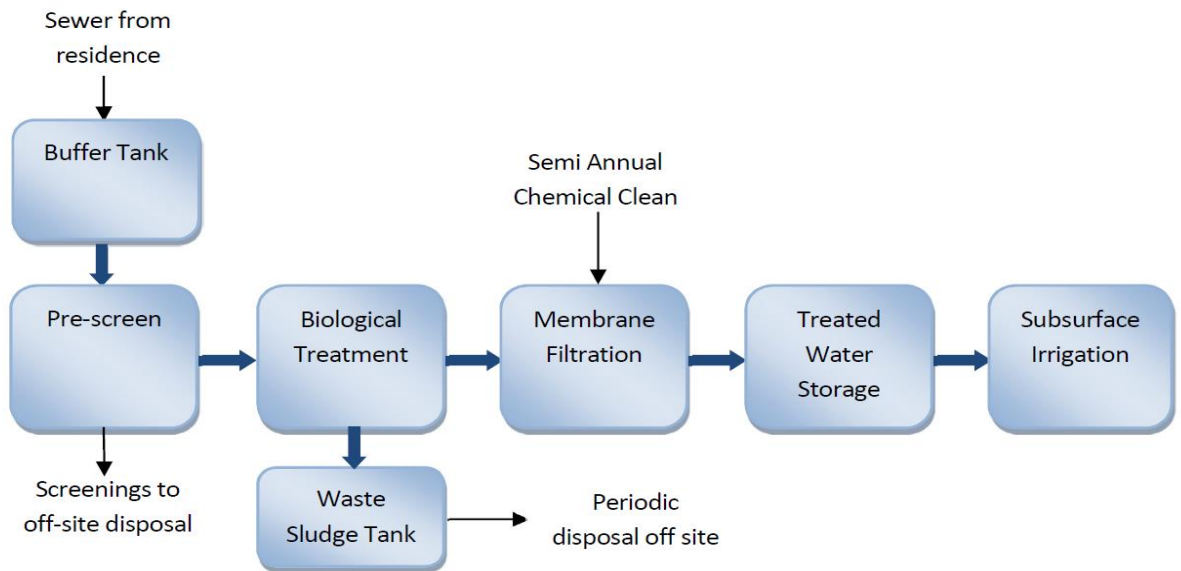 Sewer from
residence
Buffer Tank
Semi Annual
Chemical Clean
Pre-screen
Biological
Treatment
Membrane
Filtration
Treated
Water
Storage
Subsurface
Irrigation
Screenings to
off-site disposal
Waste
Sludge Tank
Periodic
disposal off site